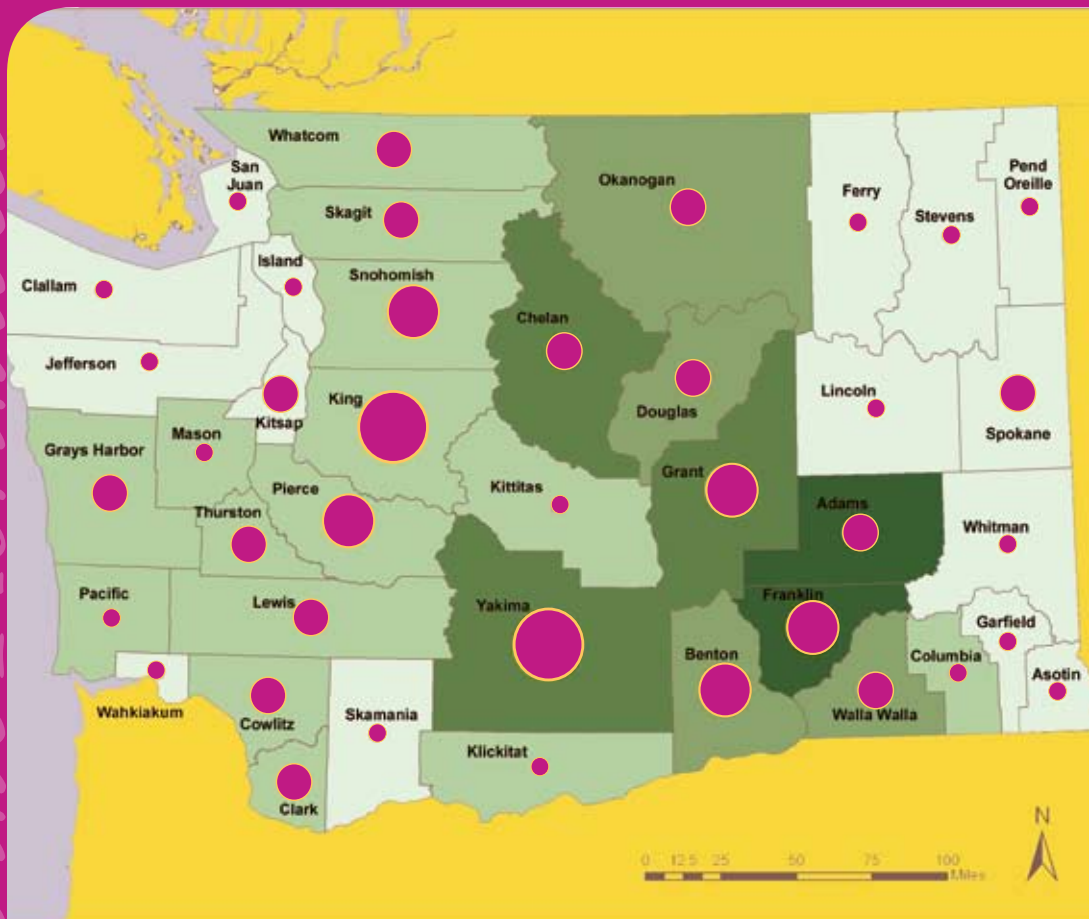 Whatcom
San
Juan
Skagit
Okanogan
Ferry
Stevens
Pend
Oreille
Island
Snohomish
Clallam
Chelan
Jefferson
King
Kitsap
Douglas
Lincoln
Spokane
Mason
Grays Harbor
Pierce
Kittitas
Grant
Adams
Thurston
Whitman
Pacific
Lewis
Yakima
Franklin
Garfield
Benton
Columbia
Asotin
Wahkiakum
Cowlitz
Skamania
Walla Walla
Klickitat
Clark
N
0 12.5 25 50 75 100
Miles